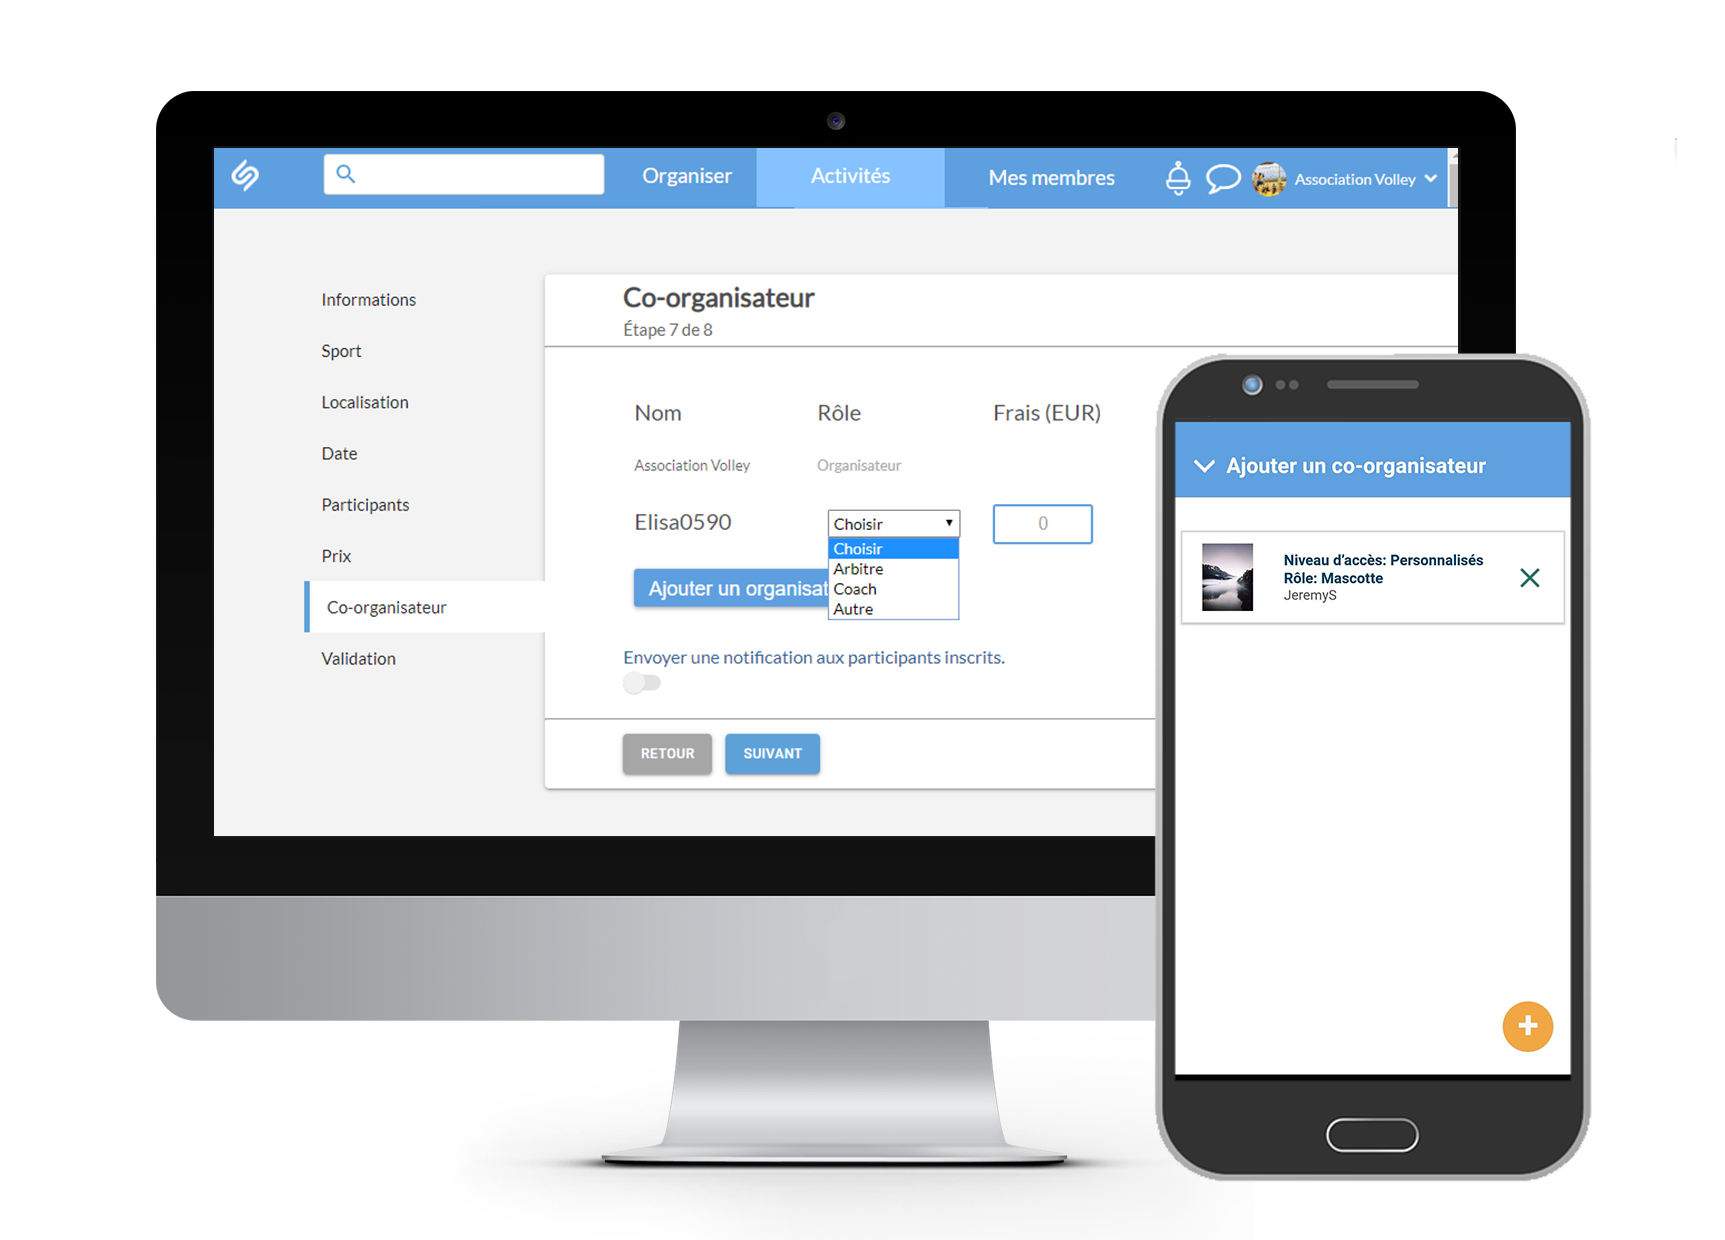 Organiser
Activités
Mes membres
Association Volley
Informations
Sport
Localisation
Date
Participants
Prix
Co-organisateur
Validation
Co-organisateur
Étape 7 de 8
Nom Rôle Frais (EUR)
Association Volley Organisateur
Elisa0590 Choisir 0
Choisir
Arbitre
Coach
Autre
Ajouter un organisat
Envoyer une notification aux participants inscrits.
RETOUR SUIVANT
Ajouter un co-organisateur
Niveau d’accès: Personnalisés
Rôle: Mascotte
JeremyS